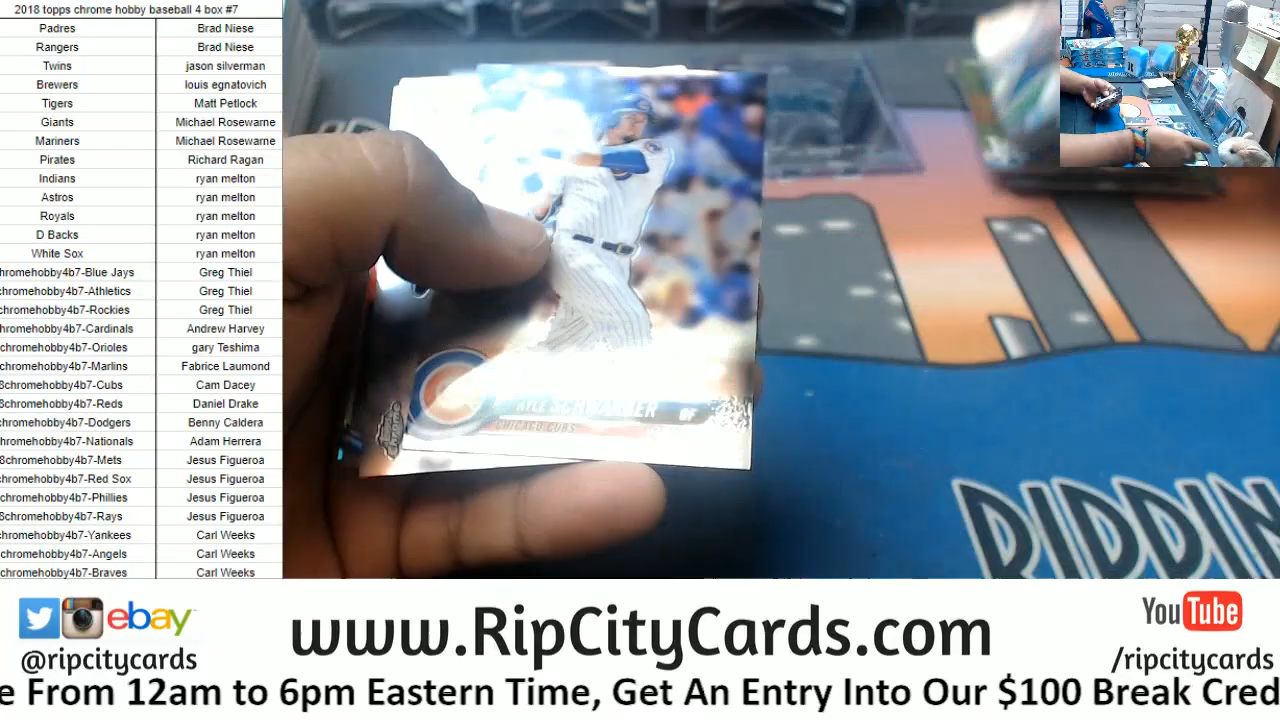 2018 topps chrome hobby baseball 4 box #7
Padres Brad Niese
Rangers Brad Niese
Twins jason silverman
Brewers louis egnatovich
Tigers Matt Petlock
Giants Michael Rosewarne
Mariners Michael Rosewarne
Pirates Richard Ragan
Indians ryan melton
Astros ryan melton
Royals ryan melton
D Backs ryan melton
White Sox ryan melton
hromehobby4b7-Blue Jays Greg Thiel
chromehobby4b7-Athletics Greg Thiel
chromehobby4b7-Rockies Greg Thiel
chromehobby4b7-Cardinals Andrew Harvey
chromehobby4b7-Orioles gary Teshima
chromehobby4b7-Marlins Fabrice Laumond
8chromehobby4b7-Cubs Cam Dacey
8chromehobby4b7-Reds Daniel Drake
chromehobby4b7-Dodgers Benny Caldera
chromehobby4b7-Nationals Adam Herrera
8chromehobby4b7-Mets Jesus Figueroa
chromehobby4b7-Red Sox Jesus Figueroa
chromehobby4b7-Phillies Jesus Figueroa
8chromehobby4b7-Rays Jesus Figueroa
chromehobby4b7-Yankees Carl Weeks
chromehobby4b7-Angels Carl Weeks
chromehobby4b7-Braves Carl Weeks
KYLE SCHWARBER OF
CHICAGO CUBS
RIPPIN
ebay
@ripcitycards
www.RipCityCards.com
YouTube
/ripcitycards
e From 12am to 6pm Eastern Time, Get An Entry Into Our $100 Break Cred